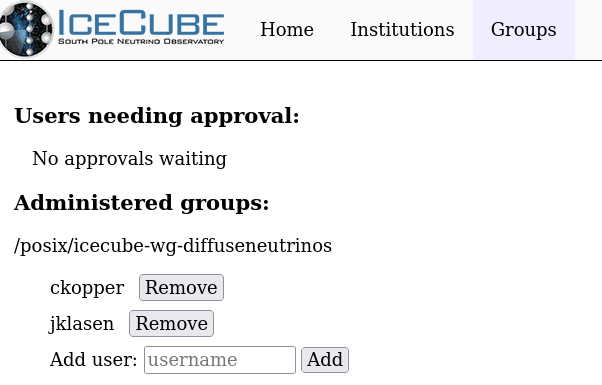 ICECUBE
SOUTH POLE NEUTRINO OBSERVATORY
Home Institutions Groups
Users needing approval:
No approvals waiting
Administered groups:
/posix/icecube-wg-diffuseneutrinos
ckopper Remove
jklasen Remove
Add user: username Add